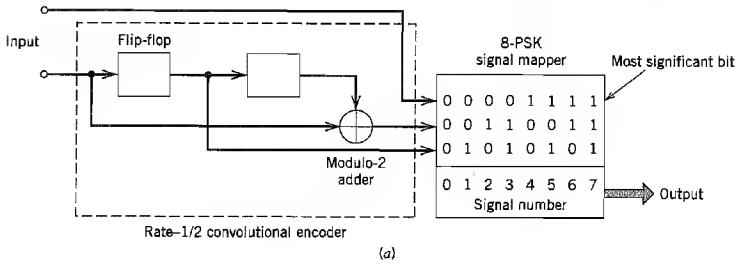 Input
Flip-flop
8-PSK
signal mapper
Most significant bit
0 0 0 0 1 1 1 1
0 0 1 1 0 0 1 1
0 1 0 1 0 1 0 1
Modulo-2
adder
0 1 2 3 4 5 6 7
Signal number
Output
Rate-1/2 convolutional encoder
(a)